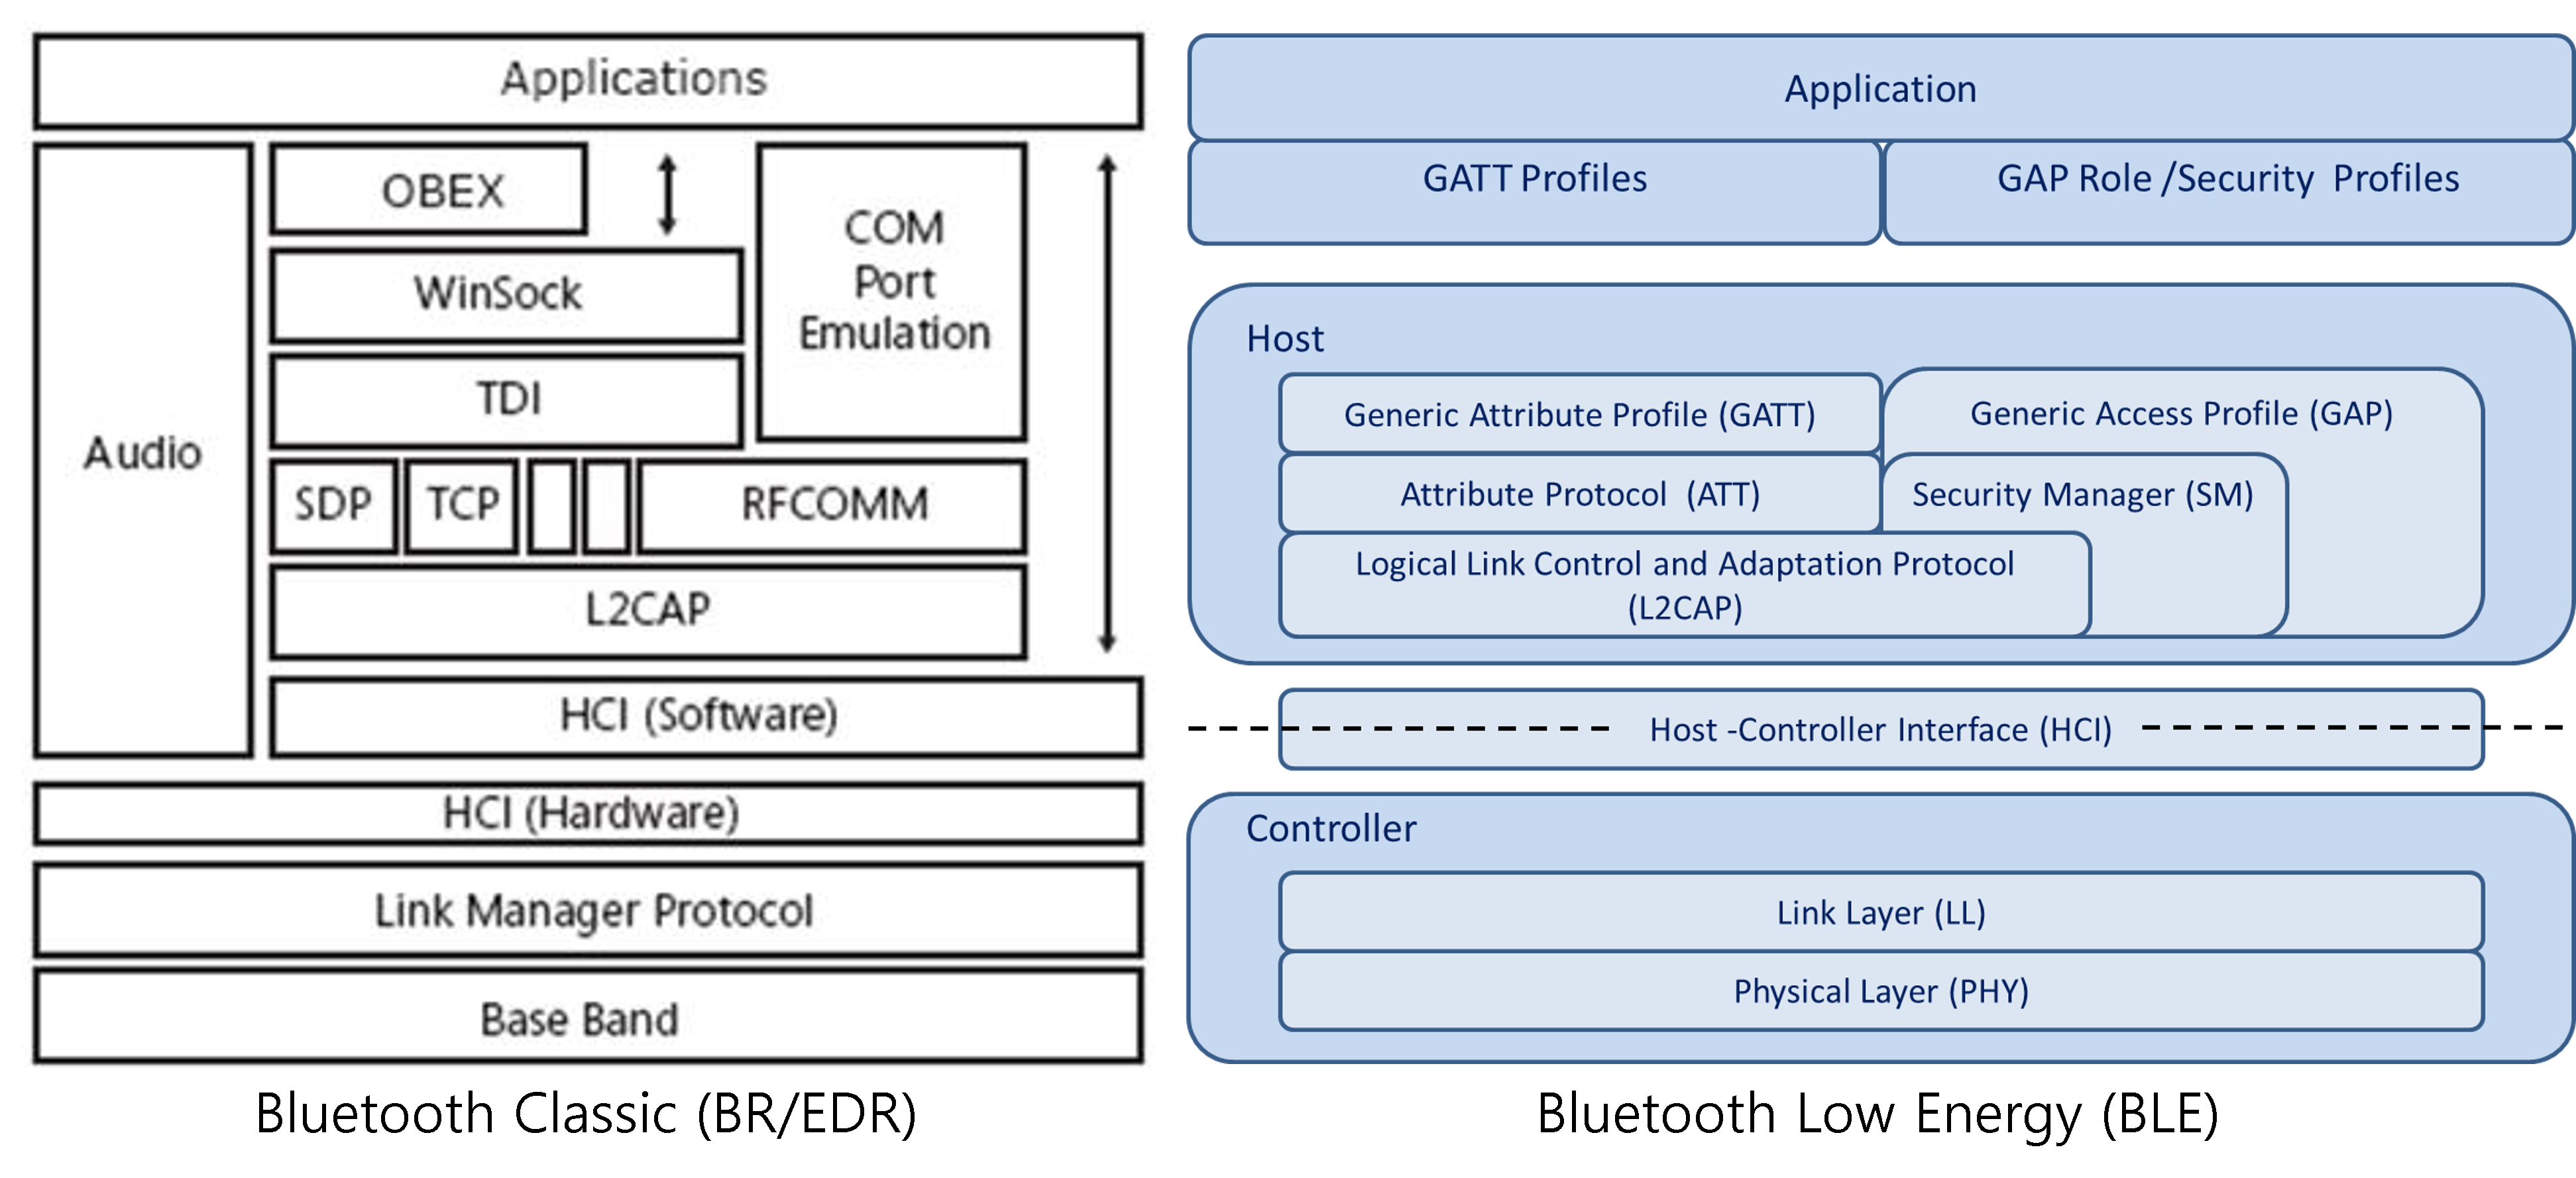 Applications
Audio
OBEX
COM
Port
Emulation
WinSock
TDI
SDP
TCP
RFCOMM
L2CAP
HCI (Software)
HCI (Hardware)
Link Manager Protocol
Base Band
Bluetooth Classic (BR/EDR)
Application
GATT Profiles
GAP Role /Security Profiles
Host
Generic Attribute Profile (GATT)
Generic Access Profile (GAP)
Attribute Protocol (ATT)
Security Manager (SM)
Logical Link Control and Adaptation Protocol
(L2CAP)
Host -Controller Interface (HCI)
Controller
Link Layer (LL)
Physical Layer (PHY)
Bluetooth Low Energy (BLE)